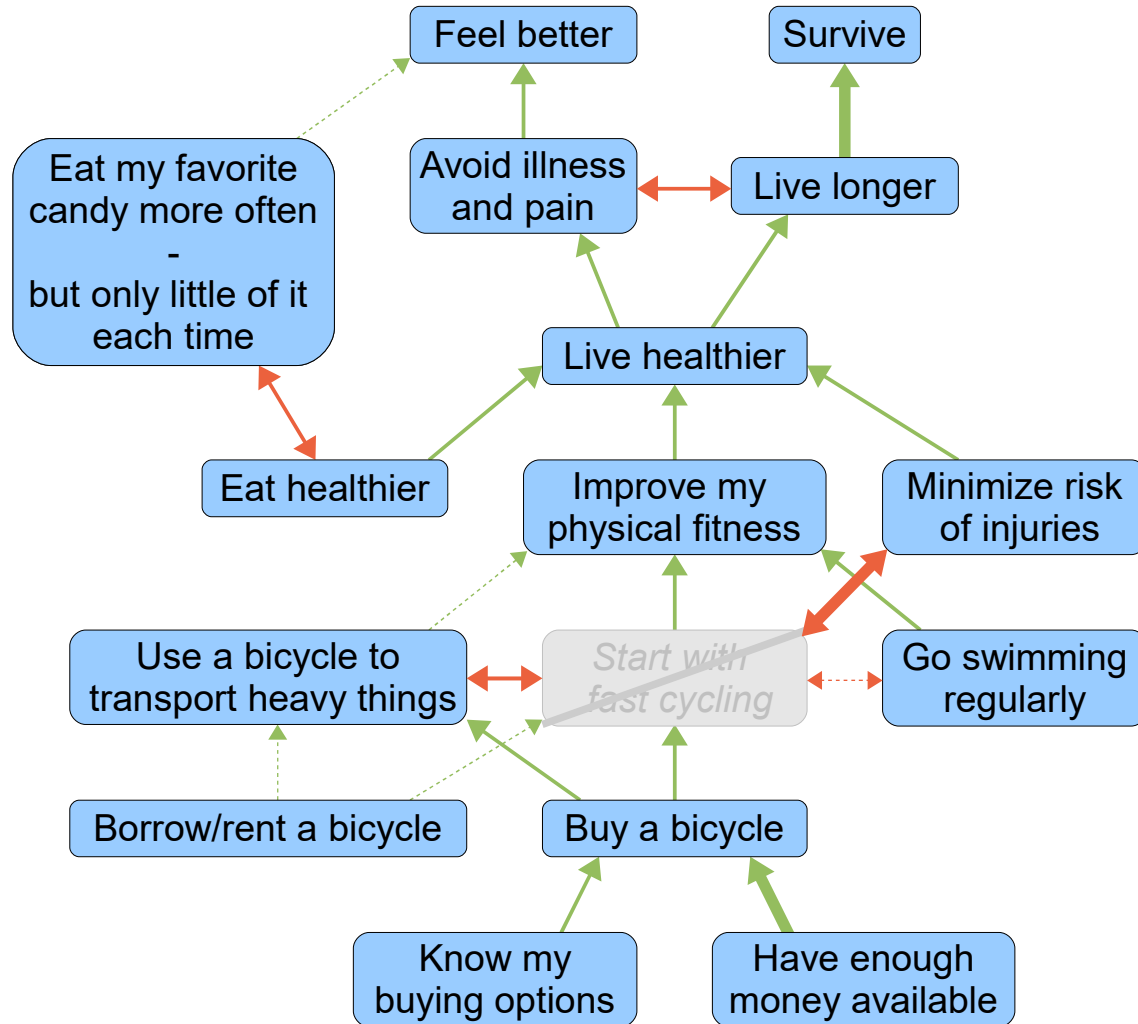 Feel better
Survive
Eat my favorite
candy more often
-
but only little of it
each time
Avoid illness
and pain
Live longer
Live healthier
Eat healthier
Improve my
physical fitness
Minimize risk
of injuries
Use a bicycle to
transport heavy things
Start with
fast cycling
Go swimming
regularly
Borrow/rent a bicycle
Buy a bicycle
Know my
buying options
Have enough
money available